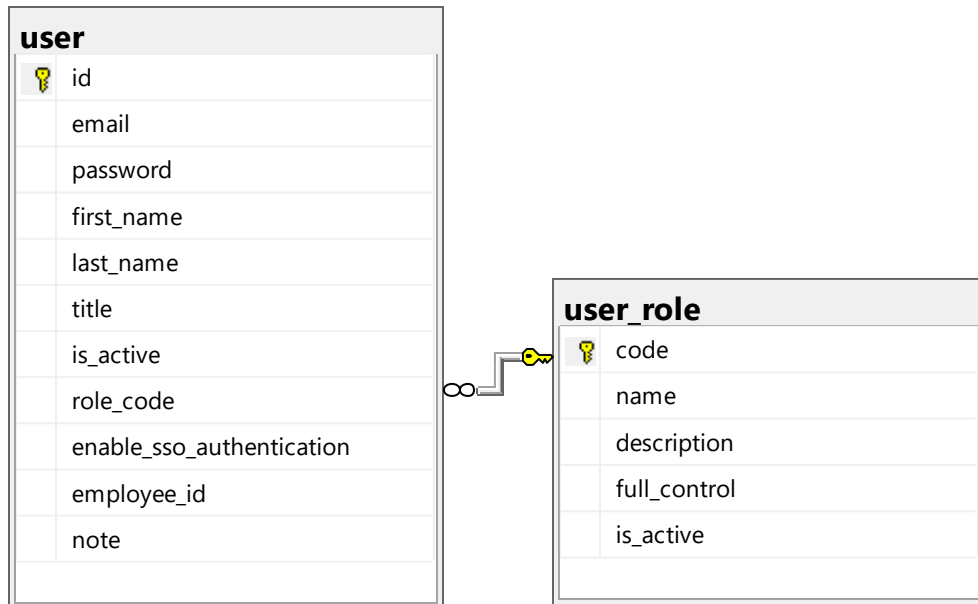 user
id
email
password
first_name
last_name
title
is_active
role_code
enable_sso_authentication
employee_id
note
user_role
code
name
description
full_control
is_active